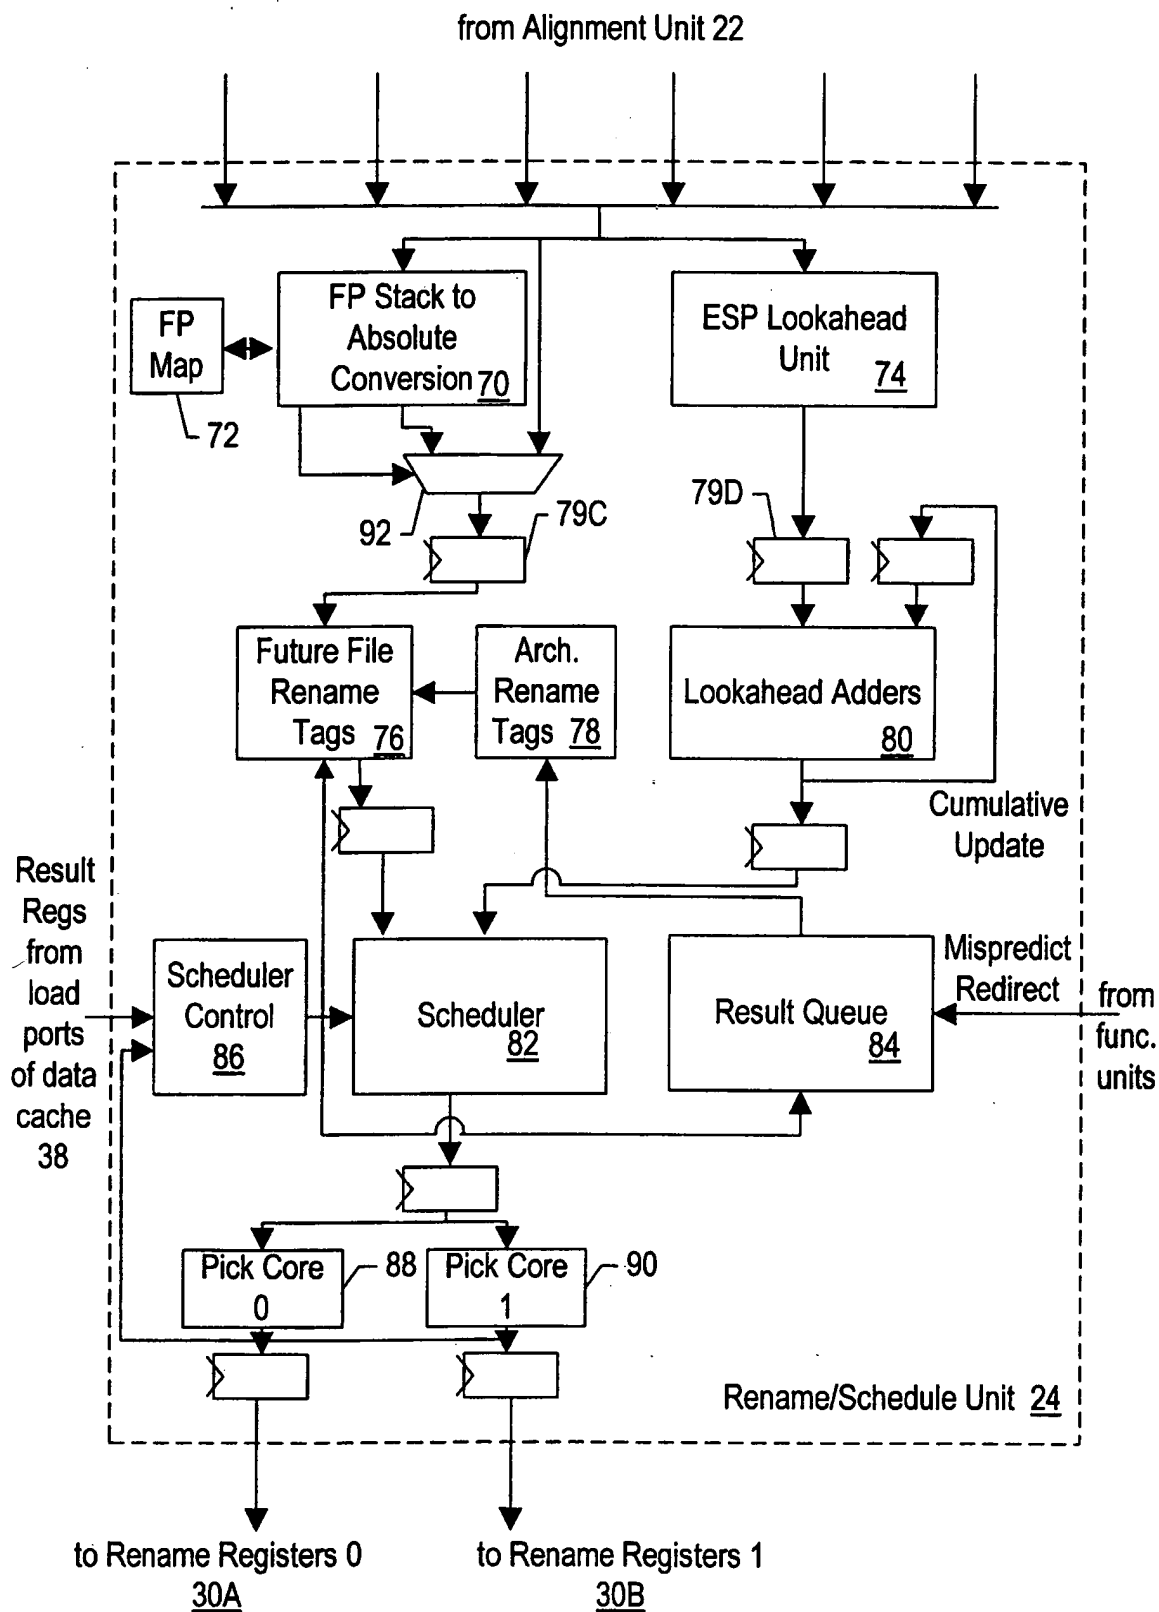 from Alignment Unit 22
FP Stack to
Absolute
Conversion 70
FP
Map
72
ESP Lookahead
Unit
74
92
79C
79D
Future File
Rename
Tags 76
Arch.
Rename
Tags 78
Lookahead Adders
80
Cumulative
Update
Result
Regs
from
load
ports
of data
cache
38
Scheduler
Control
86
Scheduler
82
Result Queue
84
Mispredict
Redirect
from
func.
units
Pick Core
0
88
Pick Core
1
90
Rename/Schedule Unit 24
to Rename Registers 0
30A
to Rename Registers 1
30B